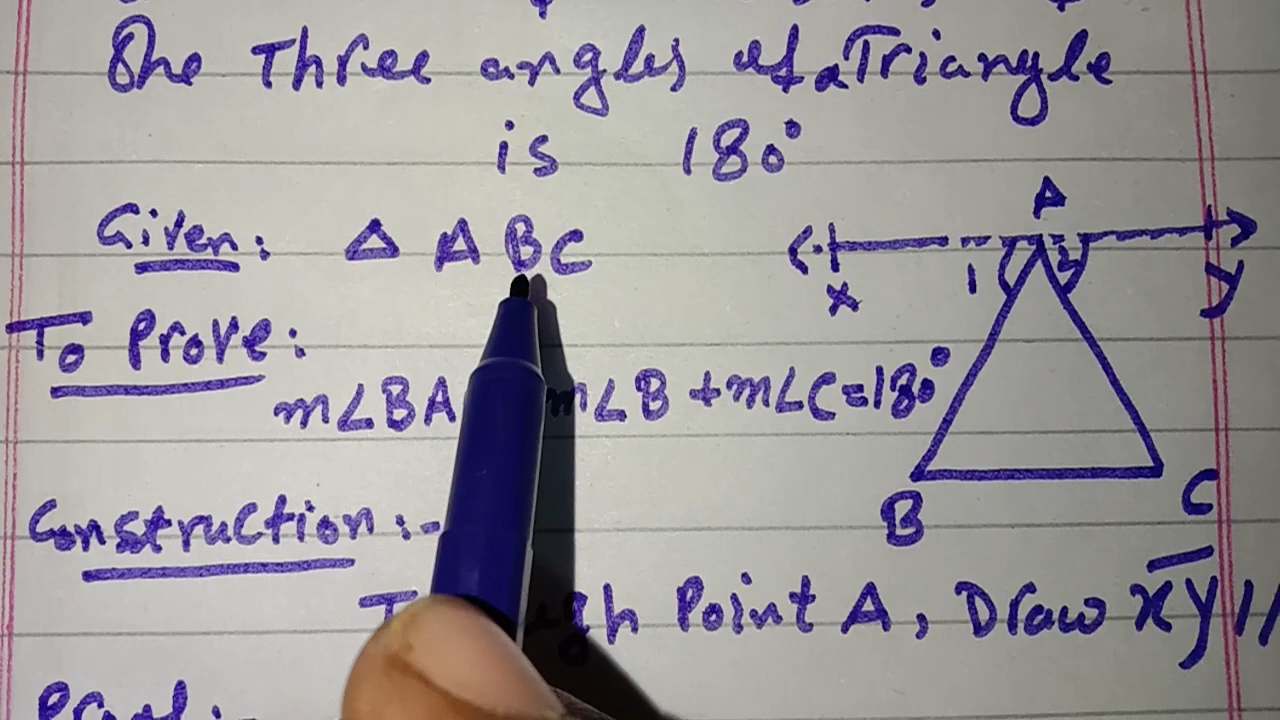 The Three angles of a Triangle
is 180°
Given: Δ ABC
To Prove:
m∠BA m∠B + m∠C = 180°
Construction:-
Point A, Draw xy ||
Proof:
A
x
y
1
2
B
C